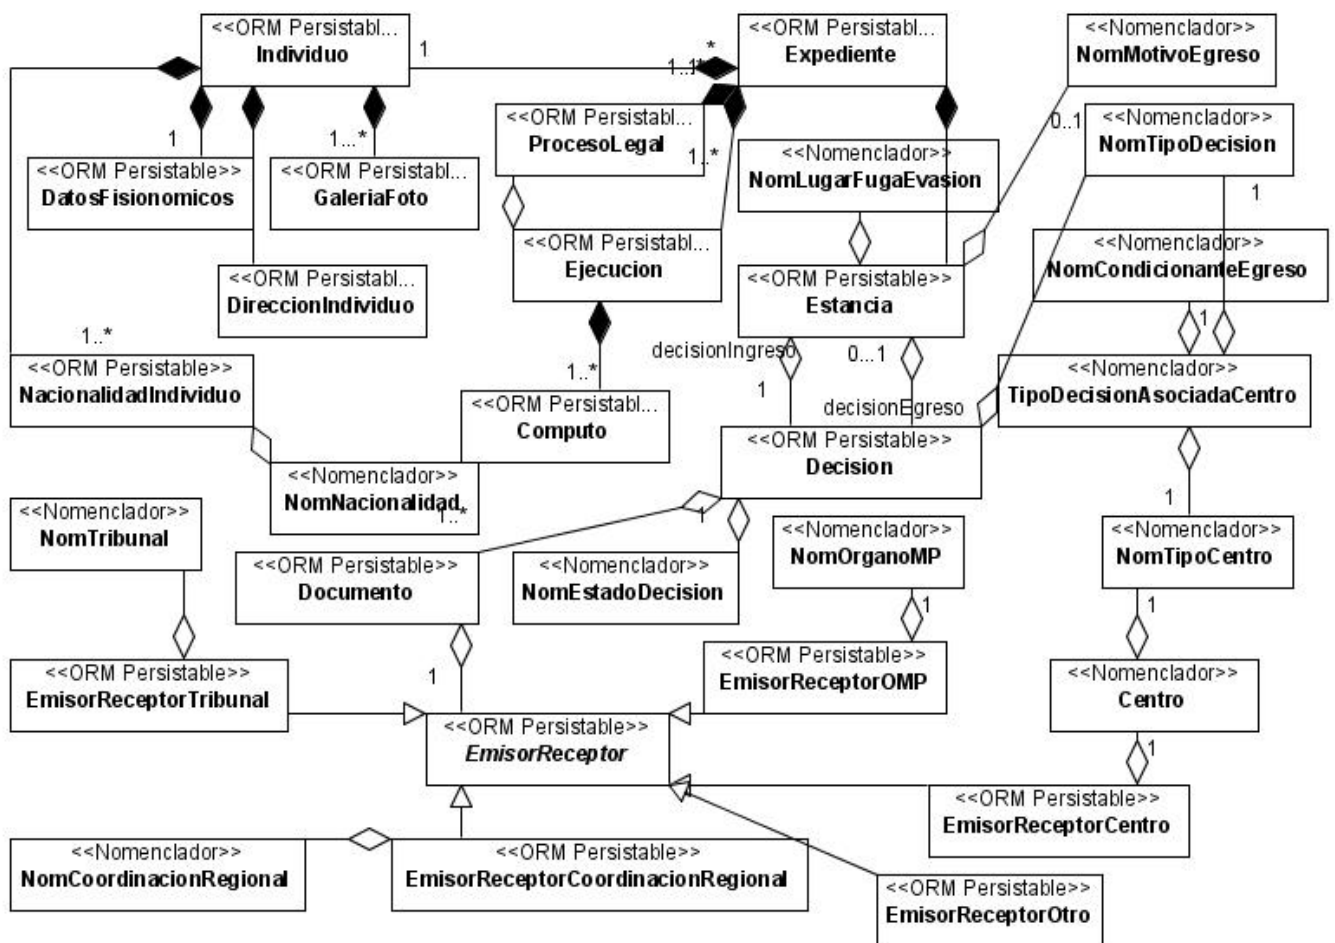 <<ORM Persistabl...
Individuo
<<ORM Persistabl...
Expediente
<<Nomenclador>>
NomMotivoEgreso
1
*
1..*
<<ORM Persistabl...
ProcesoLegal
1..*
<<Nomenclador>>
NomLugarFugaEvasion
0...1
<<Nomenclador>>
NomTipoDecision
1
1...*
1
<<ORM Persistable>>
DatosFisionomicos
<<ORM Persistabl...
GaleriaFoto
<<ORM Persistabl...
Ejecucion
<<Nomenclador>>
NomCondicionanteEgreso
<<ORM Persistabl...
DireccionIndividuo
<<ORM Persistable>>
Estancia
1
1..*
decisionIngreso
0...1
<<ORM Persistable>>
NacionalidadIndividuo
1..*
1
decisionEgreso
<<Nomenclador>>
TipoDecisionAsociadaCentro
<<ORM Persistabl...
Computo
<<ORM Persistable>>
Decision
<<Nomenclador>>
NomNacionalidad
1..*
1
1
<<Nomenclador>>
NomTribunal
<<Nomenclador>>
NomOrganoMP
<<Nomenclador>>
NomTipoCentro
<<ORM Persistable>>
Documento
<<Nomenclador>>
NomEstadoDecision
1
1
<<ORM Persistable>>
EmisorReceptorTribunal
1
<<ORM Persistable>>
EmisorReceptorOMP
<<Nomenclador>>
Centro
<<ORM Persistable>>
EmisorReceptor
1
<<ORM Persistable>>
EmisorReceptorCentro
<<Nomenclador>>
NomCoordinacionRegional
<<ORM Persistable>>
EmisorReceptorCoordinacionRegional
<<ORM Persistable>>
EmisorReceptorOtro